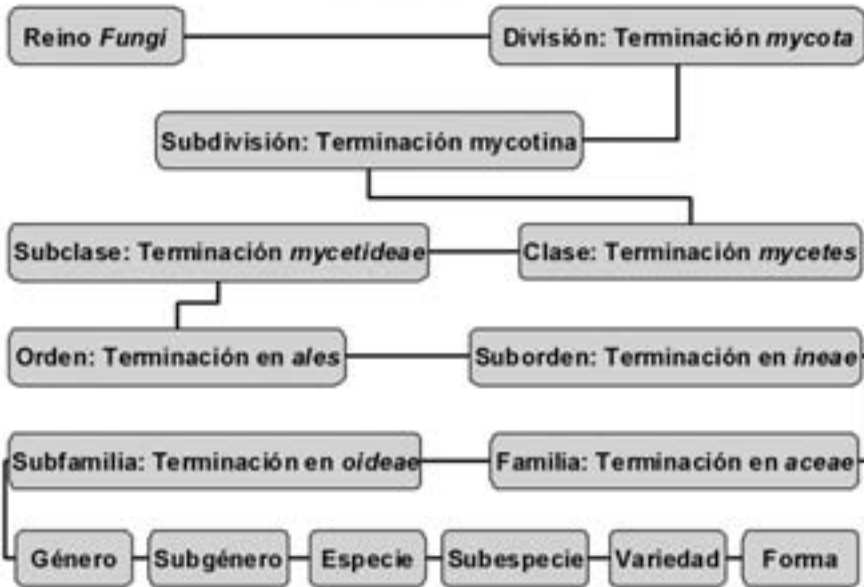 Reino Fungi
División: Terminación mycota
Subdivisión: Terminación mycotina
Subclase: Terminación mycetideae
Clase: Terminación mycetes
Orden: Terminación en ales
Suborden: Terminación en ineae
Subfamilia: Terminación en oideae
Familia: Terminación en aceae
Género
Subgénero
Especie
Subespecie
Variedad
Forma